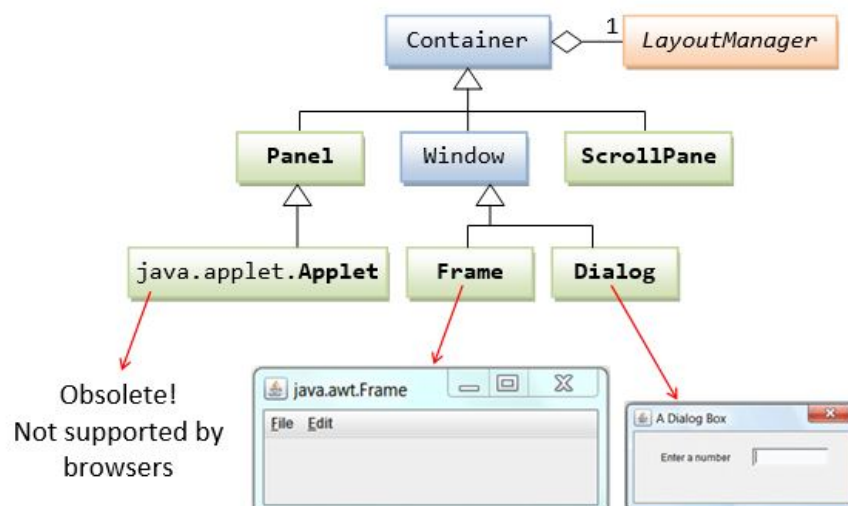 Container
1
LayoutManager
Panel
Window
ScrollPane
java.applet.Applet
Frame
Dialog
Obsolete!
Not supported by
browsers
java.awt.Frame
File Edit
A Dialog Box
Enter a number